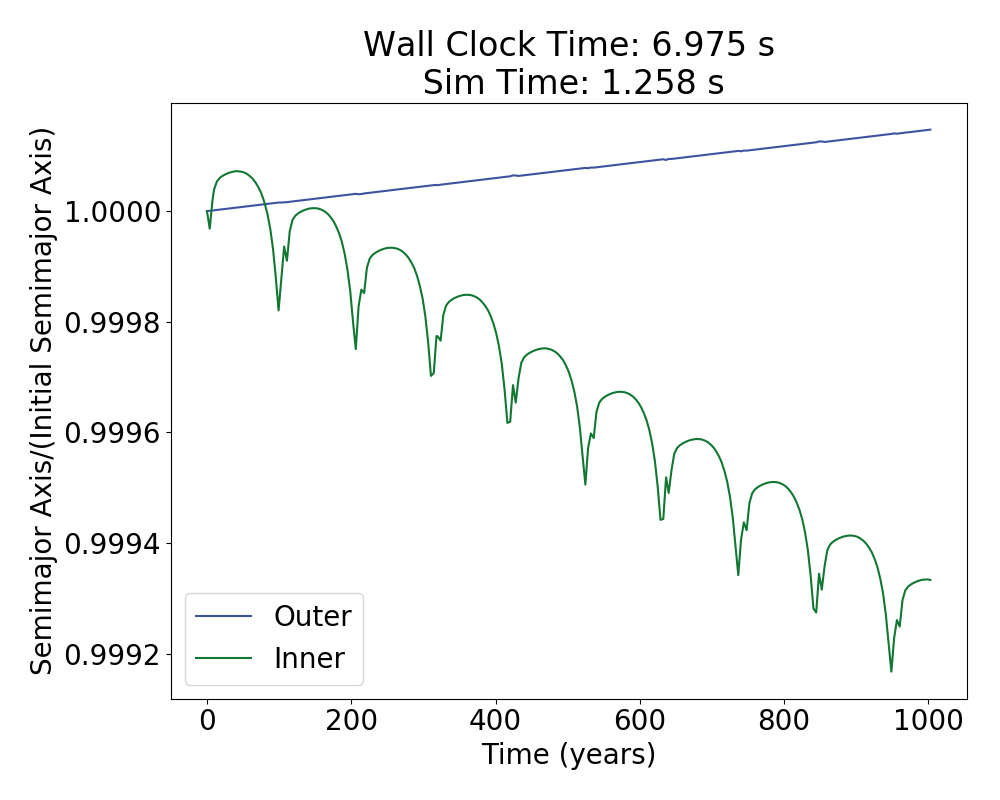 Wall Clock Time: 6.975 s
Sim Time: 1.258 s
Semimajor Axis/(Initial Semimajor Axis)
1.0000
0.9998
0.9996
0.9994
0.9992
Outer
Inner
0 200 400 600 800 1000
Time (years)